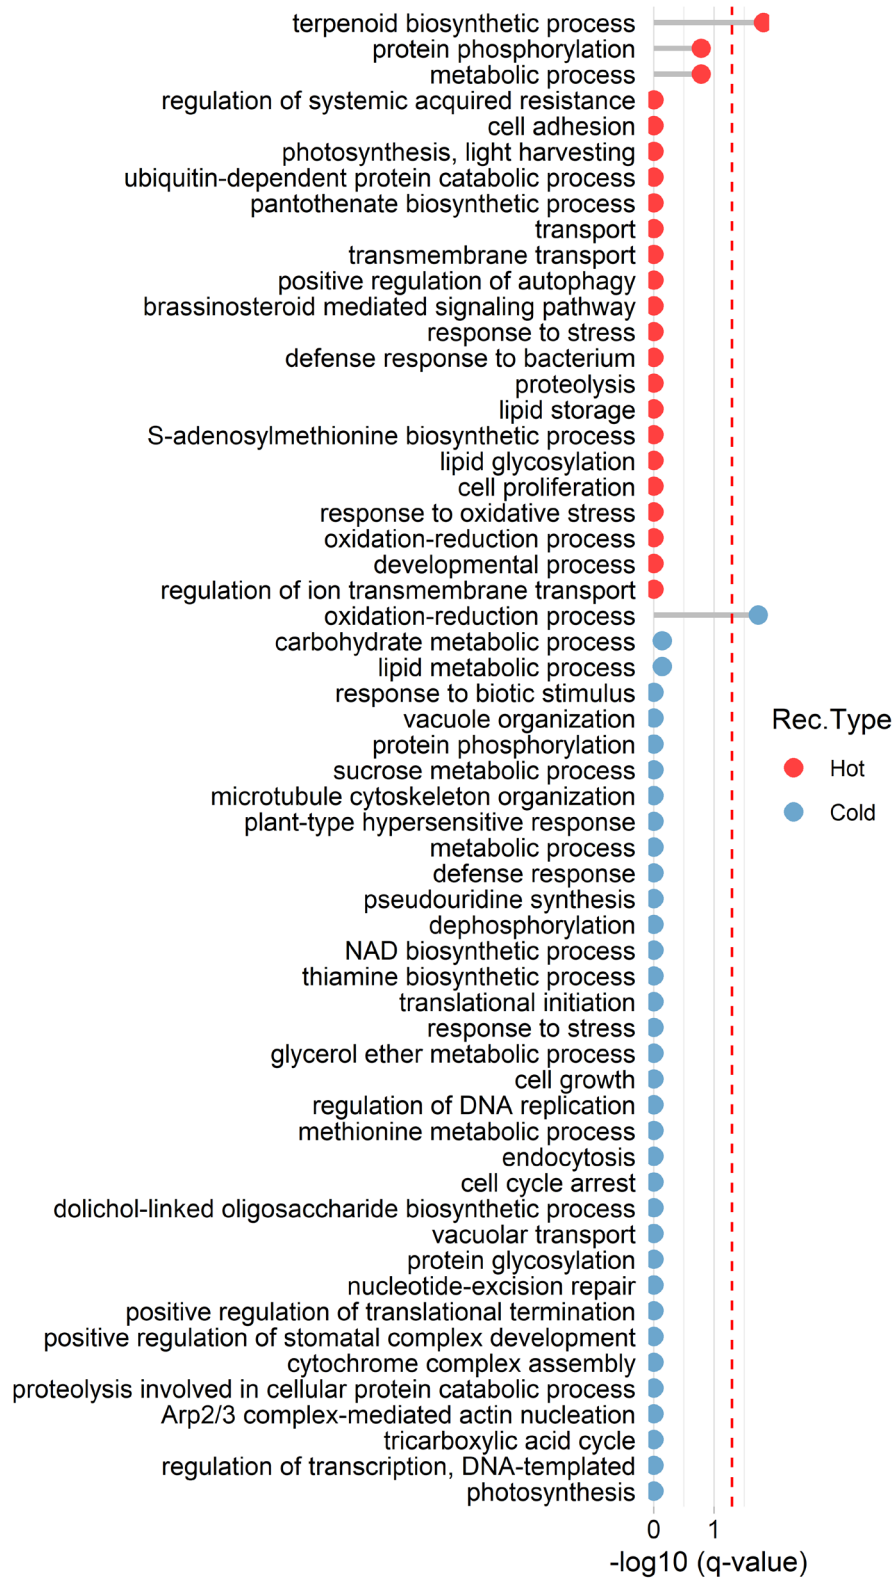 terpenoid biosynthetic process
protein phosphorylation
metabolic process
regulation of systemic acquired resistance
cell adhesion
photosynthesis, light harvesting
ubiquitin-dependent protein catabolic process
pantothenate biosynthetic process
transport
transmembrane transport
positive regulation of autophagy
brassinosteroid mediated signaling pathway
response to stress
defense response to bacterium
proteolysis
lipid storage
S-adenosylmethionine biosynthetic process
lipid glycosylation
cell proliferation
response to oxidative stress
oxidation-reduction process
developmental process
regulation of ion transmembrane transport
oxidation-reduction process
carbohydrate metabolic process
lipid metabolic process
response to biotic stimulus
vacuole organization
protein phosphorylation
sucrose metabolic process
microtubule cytoskeleton organization
plant-type hypersensitive response
metabolic process
defense response
pseudouridine synthesis
dephosphorylation
NAD biosynthetic process
thiamine biosynthetic process
translational initiation
response to stress
glycerol ether metabolic process
cell growth
regulation of DNA replication
methionine metabolic process
endocytosis
cell cycle arrest
dolichol-linked oligosaccharide biosynthetic process
vacuolar transport
protein glycosylation
nucleotide-excision repair
positive regulation of translational termination
positive regulation of stomatal complex development
cytochrome complex assembly
proteolysis involved in cellular protein catabolic process
Arp2/3 complex-mediated actin nucleation
tricarboxylic acid cycle
regulation of transcription, DNA-templated
photosynthesis
0 1
-log10 (q-value)
Rec.Type
Hot
Cold